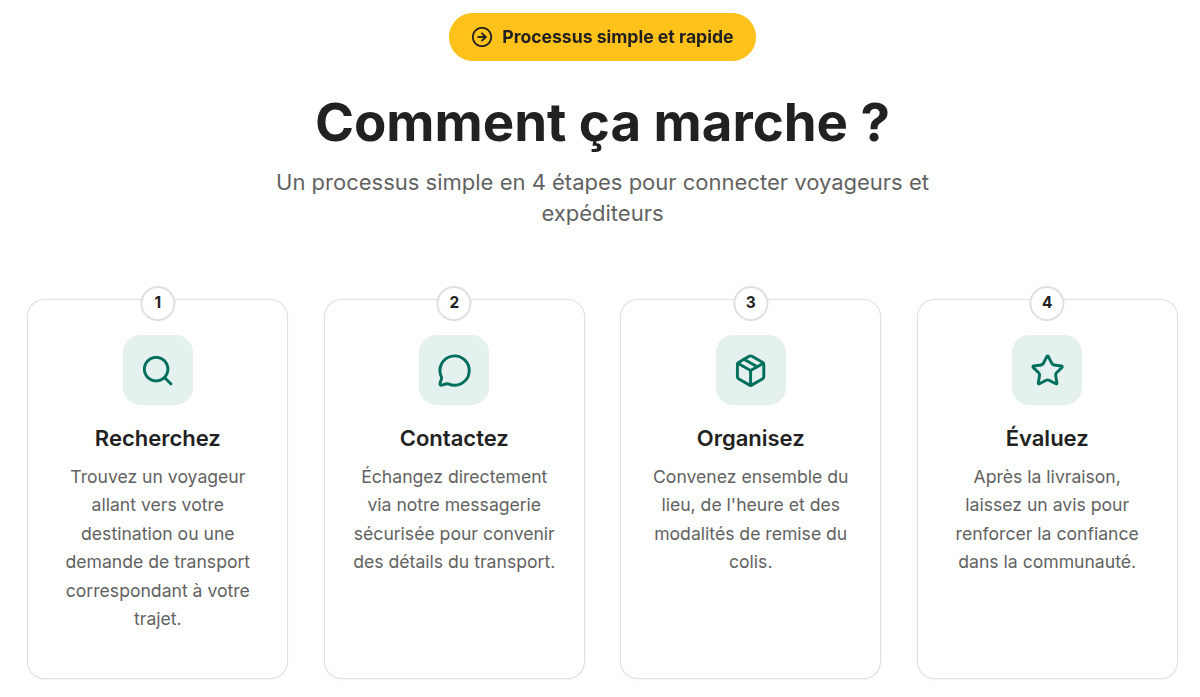 Processus simple et rapide
Comment ça marche ?
Un processus simple en 4 étapes pour connecter voyageurs et
expéditeurs
1
Recherchez
Trouvez un voyageur
allant vers votre
destination ou une
demande de transport
correspondant à votre
trajet.
2
Contactez
Échangez directement
via notre messagerie
sécurisée pour convenir
des détails du transport.
3
Organisez
Convenez ensemble du
lieu, de l'heure et des
modalités de remise du
colis.
4
Évaluez
Après la livraison,
laissez un avis pour
renforcer la confiance
dans la communauté.